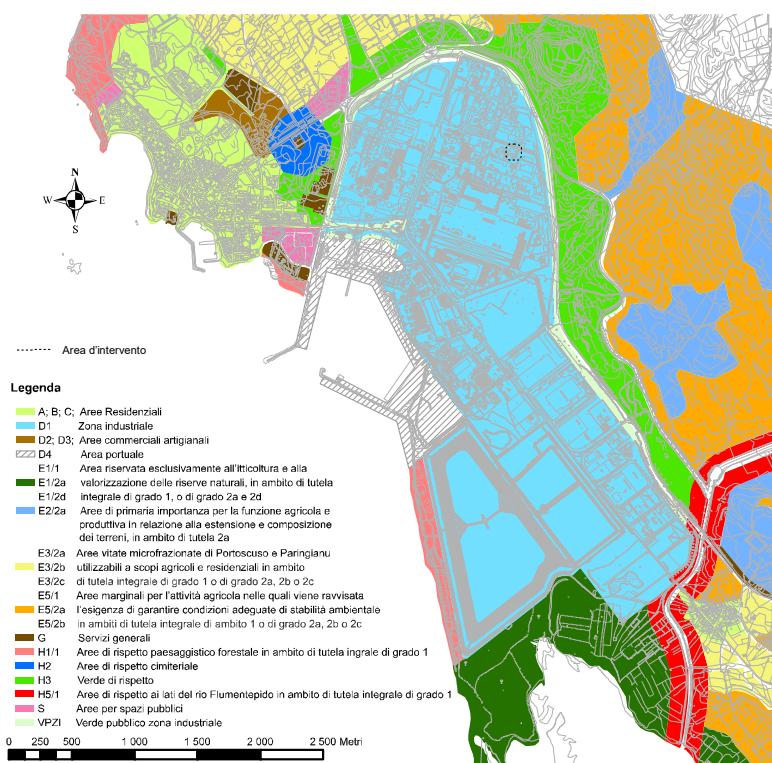 N
W E
S
Area d'intervento
Legenda
A; B; C; Aree Residenziali
D1 Zona industriale
D2; D3; Aree commerciali artigianali
D4 Area portuale
E1/1 Area riservata esclusivamente all'itticoltura e alla
E1/2a valorizzazione delle riserve naturali, in ambito di tutela
E1/2d integrale di grado 1, o di grado 2a e 2d
E2/2a Aree di primaria importanza per la funzione agricola e
produttiva in relazione alla estensione e composizione
dei terreni, in ambito di tutela 2a
E3/2a Aree vitate microfrazionate di Portoscuso e Paringianu
E3/2b utilizzabili a scopi agricoli e residenziali in ambito
E3/2c di tutela integrale di grado 1 o di grado 2a, 2b o 2c
E5/1 Aree marginali per l'attività agricola nelle quali viene ravvisata
E5/2a l'esigenza di garantire condizioni adeguate di stabilità ambientale
E5/2b in ambiti di tutela integrale di ambito 1 o di grado 2a, 2b o 2c
G Servizi generali
H1/1 Aree di rispetto paesaggistico forestale in ambito di tutela ingrale di grado 1
H2 Aree di rispetto cimiteriale
H3 Verde di rispetto
H5/1 Aree di rispetto ai lati del rio Flumentepido in ambito di tutela integrale di grado 1
S Aree per spazi pubblici
VPZI Verde pubblico zona industriale
0 250 500 1 000 1 500 2 000 2 500 Metri